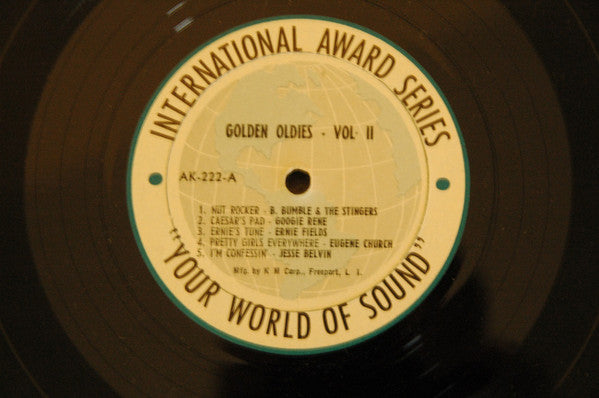 INTERNATIONAL AWARD SERIES
GOLDEN OLDIES - VOL. II
AK-222-A
1. NUT ROCKER - B. BUMBLE & THE STINGERS
2. CAESAR'S PAD - GOOGIE RENE
3. ERNIE'S TUNE - ERNIE FIELDS
4. PRETTY GIRLS EVERYWHERE - EUGENE CHURCH
5. I'M CONFESSIN' - JESSE BELVIN
Mfg. by K M Corp., Freeport, L. I.
"YOUR WORLD OF SOUND"